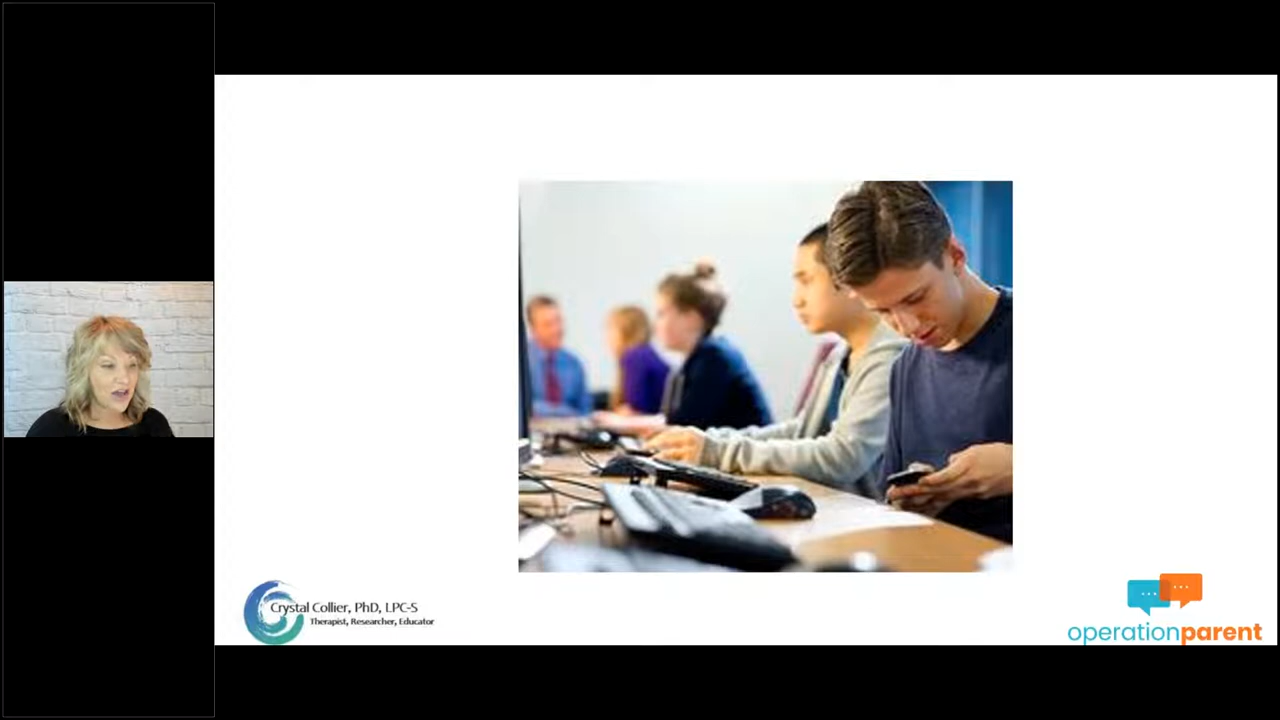 Crystal Collier, PhD, LPC-S
Therapist, Researcher, Educator
operationparent